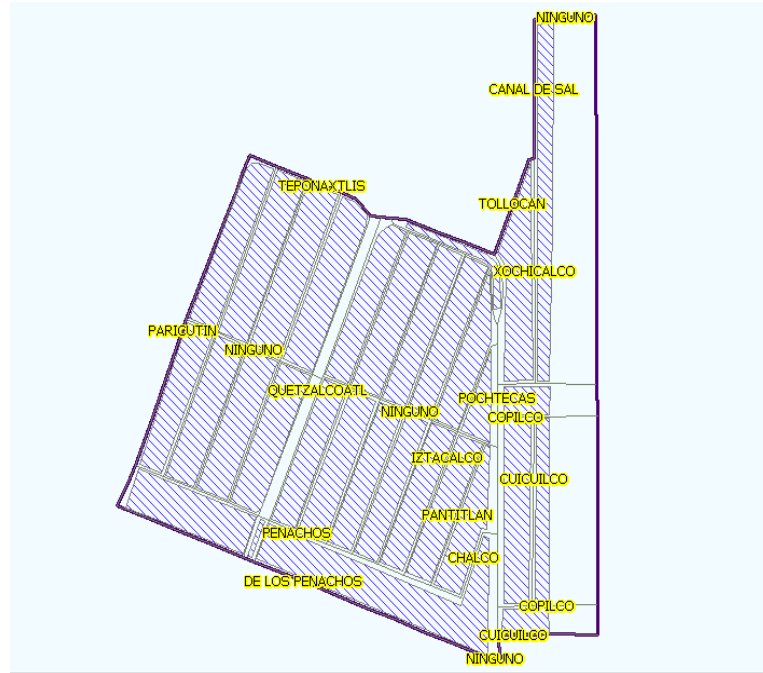 NINGUNO
CANAL DE SAL
TEPONAXTLIS
TOLLOCAN
XOCHICALCO
PARICUTIN
NINGUNO
QUETZALCOATL
POCHTECAS
NINGUNO
COPILCO
IZTACALCO
CUICUILCO
PANTITLAN
PENACHOS
CHALCO
DE LOS PENACHOS
COPILCO
CUICUILCO
NINGUNO